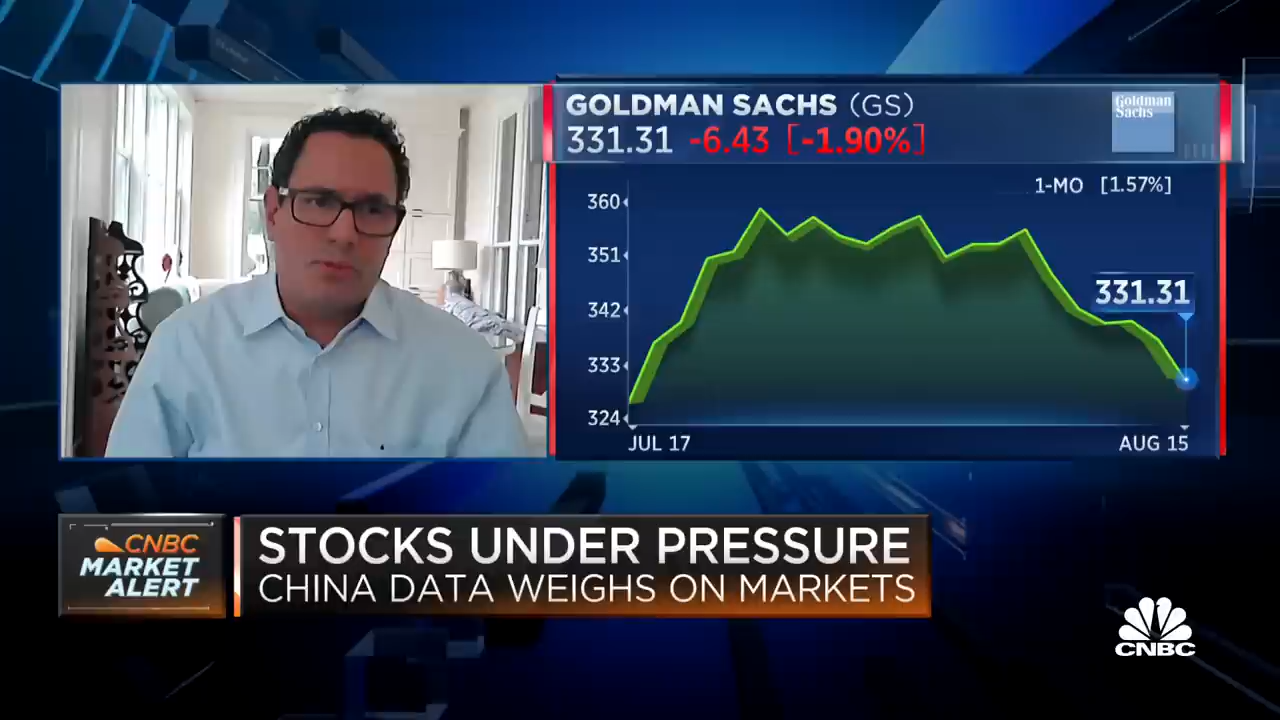 GOLDMAN SACHS (GS)
331.31 -6.43 [-1.90%]
Goldman
Sachs
1-MO [1.57%]
360
351
342
333
324
331.31
JUL 17
AUG 15
CNBC
MARKET
ALERT
STOCKS UNDER PRESSURE
CHINA DATA WEIGHS ON MARKETS
CNBC